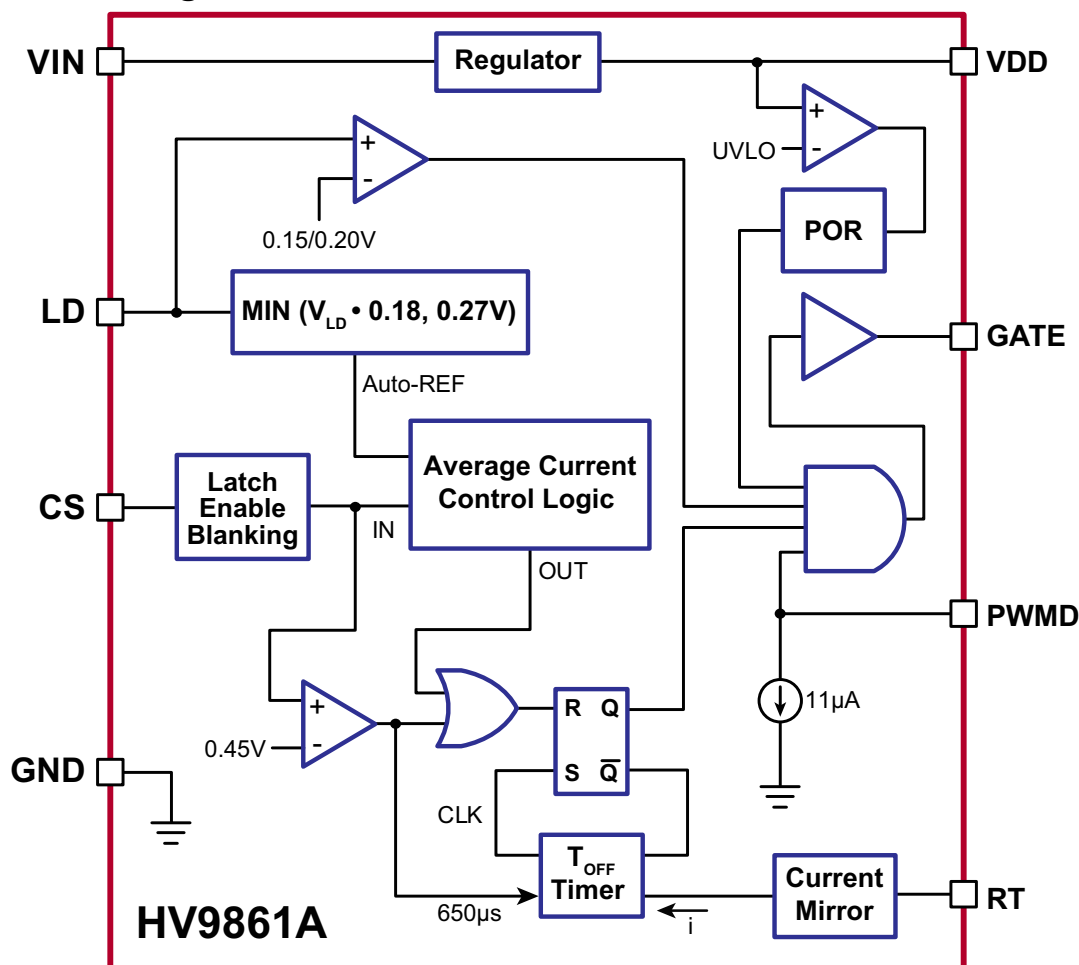 VIN
Regulator
VDD
+
-
UVLO
+
-
0.15/0.20V
POR
LD
MIN (V_LD • 0.18, 0.27V)
GATE
Auto-REF
Average Current
Control Logic
CS
Latch
Enable
Blanking
IN
OUT
PWMD
11µA
+
-
0.45V
R Q
S Q̅
GND
CLK
T_OFF
Timer
650µs
i
Current
Mirror
RT
HV9861A